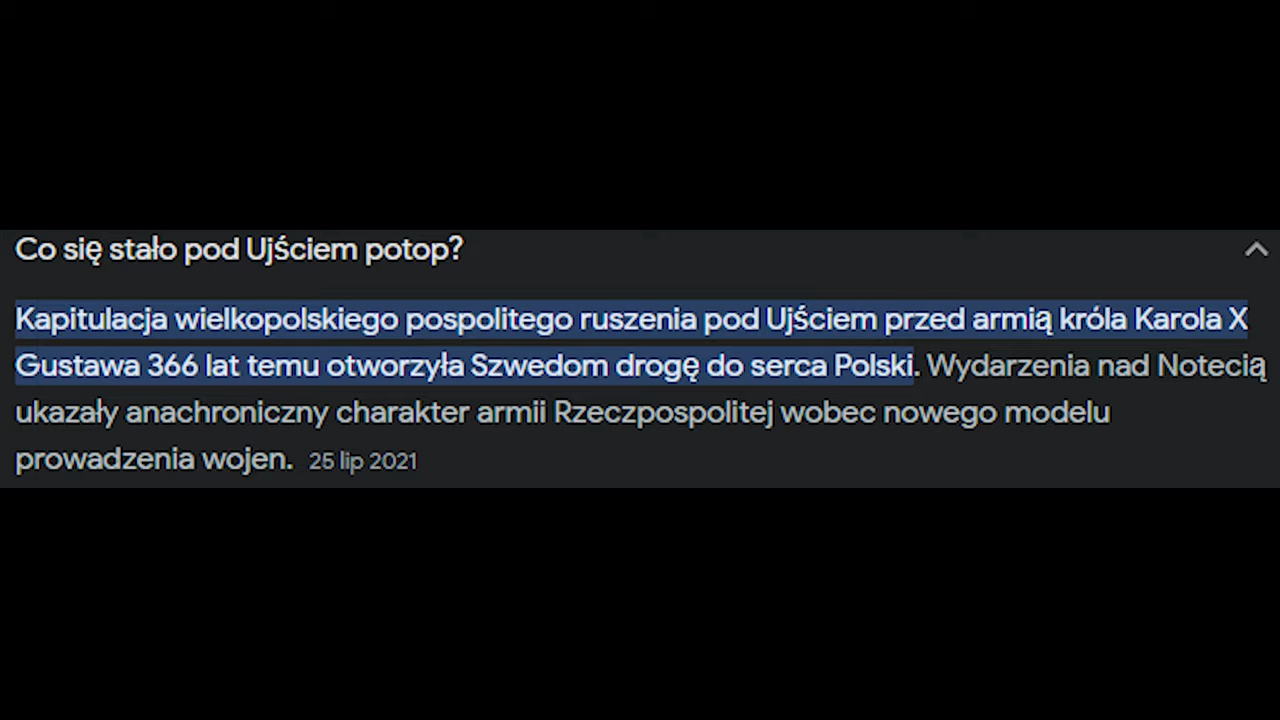 Co się stało pod Ujściem potop?
Kapitulacja wielkopolskiego pospolitego ruszenia pod Ujściem przed armią króla Karola X
Gustawa 366 lat temu otworzyła Szwedom drogę do serca Polski. Wydarzenia nad Notecią
ukazały anachroniczny charakter armii Rzeczpospolitej wobec nowego modelu
prowadzenia wojen. 25 lip 2021